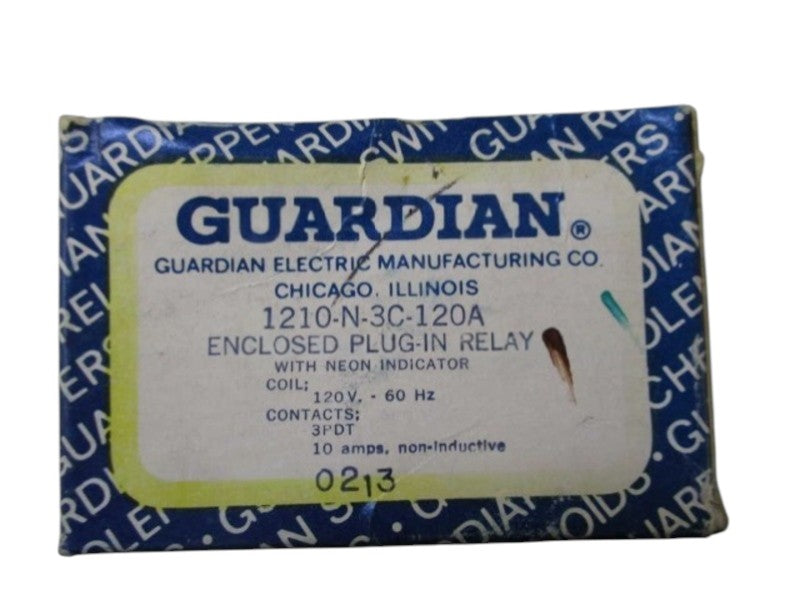 GUARDIAN®
GUARDIAN ELECTRIC MANUFACTURING CO.
CHICAGO, ILLINOIS
1210-N-3C-120A
ENCLOSED PLUG-IN RELAY
WITH NEON INDICATOR
COIL;
120V. - 60 Hz
CONTACTS;
3PDT
10 amps, non-inductive
0213